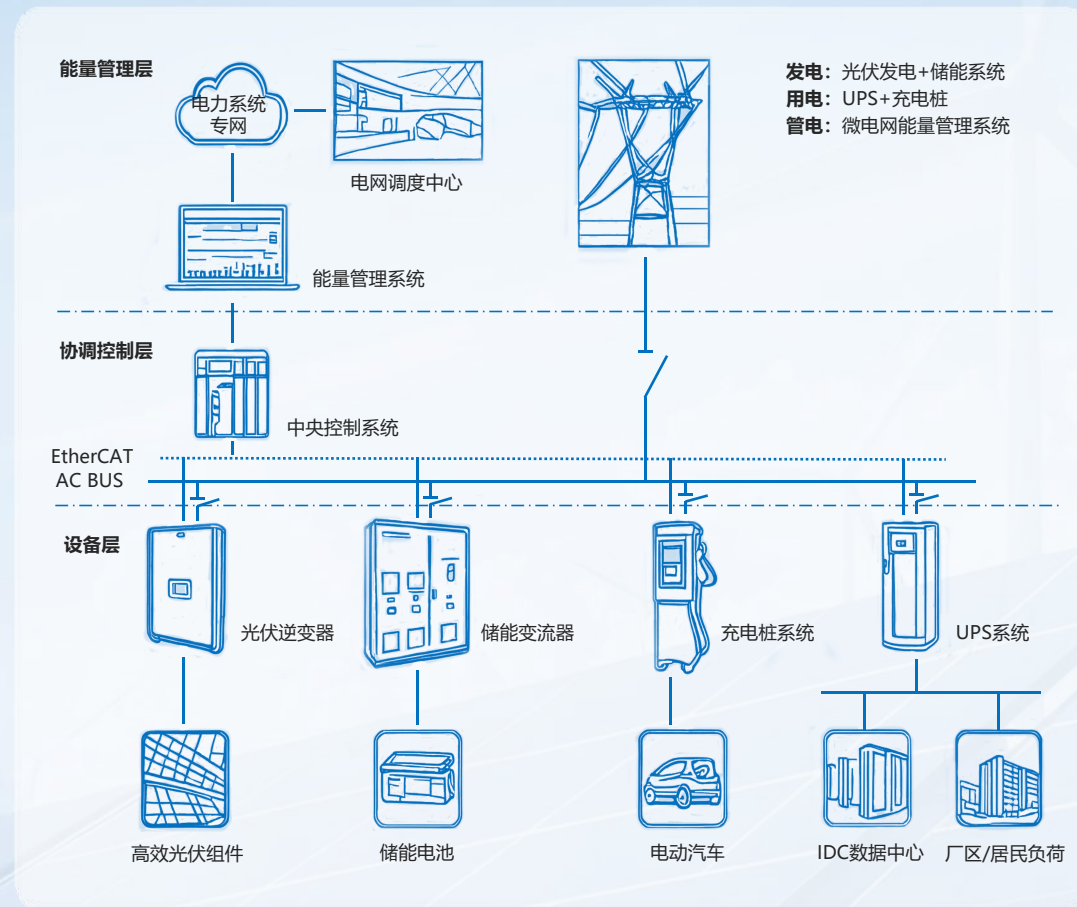 能量管理层
电力系统
专网
电网调度中心
发电：光伏发电+储能系统
用电：UPS+充电桩
管电：微电网能量管理系统
能量管理系统
协调控制层
中央控制系统
EtherCAT
AC BUS
设备层
光伏逆变器
储能变流器
充电桩系统
UPS系统
高效光伏组件
储能电池
电动汽车
IDC数据中心
厂区/居民负荷